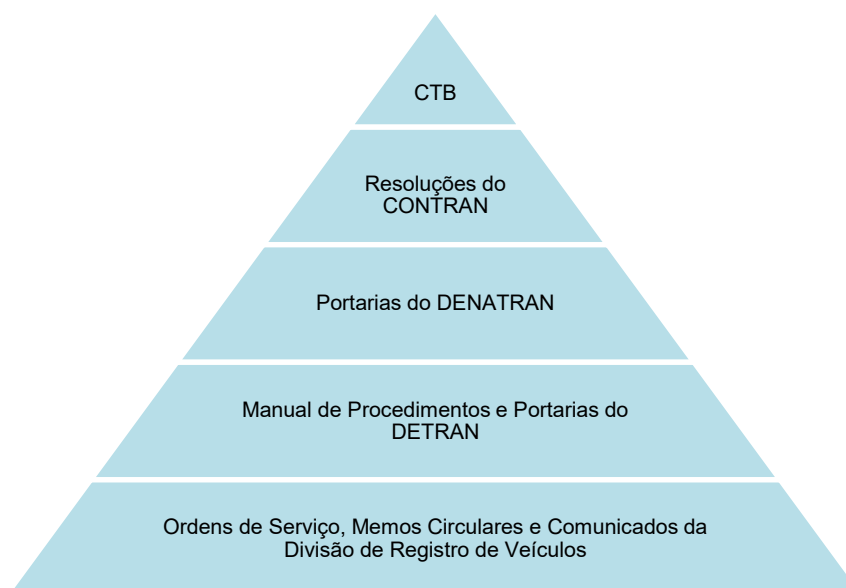 CTB
Resoluções do
CONTRAN
Portarias do DENATRAN
Manual de Procedimentos e Portarias do
DETRAN
Ordens de Serviço, Memos Circulares e Comunicados da
Divisão de Registro de Veículos